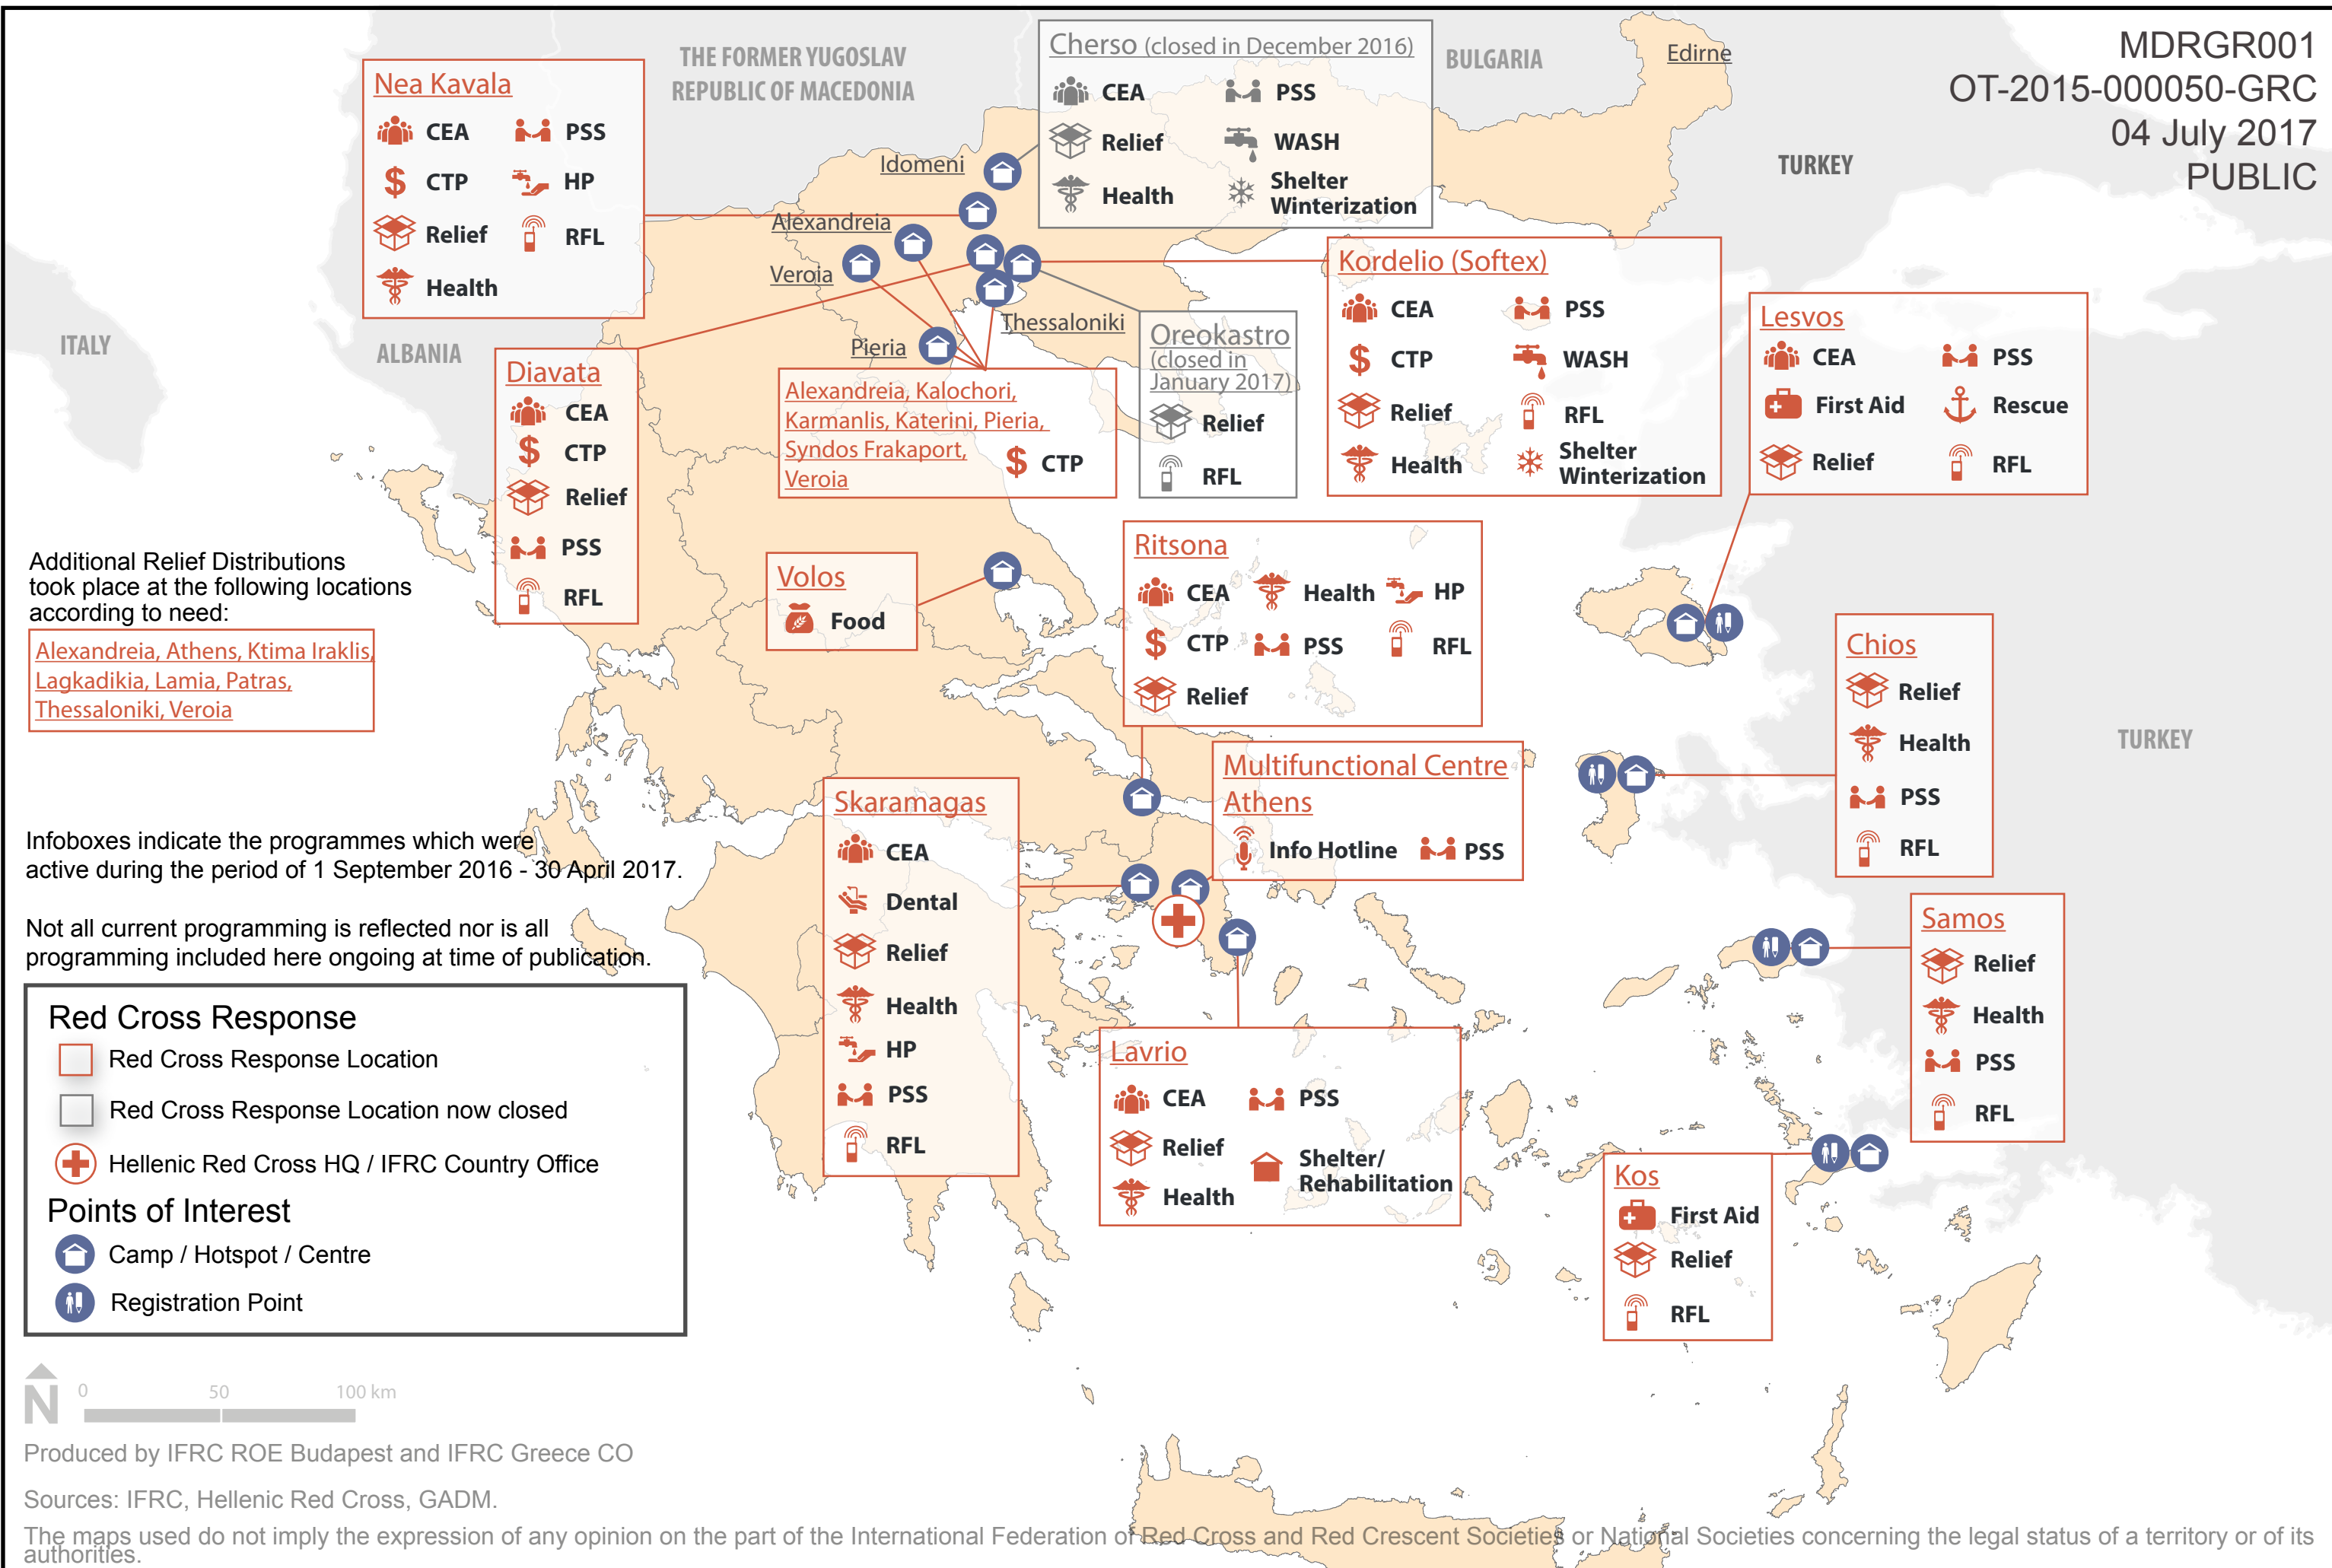 MDRGR001
OT-2015-000050-GRC
04 July 2017
PUBLIC
THE FORMER YUGOSLAV
REPUBLIC OF MACEDONIA
BULGARIA
Edirne
TURKEY
ITALY
ALBANIA
TURKEY
Idomeni
Alexandreia
Veroia
Pieria
Thessaloniki
Nea Kavala
CEA
PSS
CTP
HP
Relief
RFL
Health
Cherso (closed in December 2016)
CEA
PSS
Relief
WASH
Health
Shelter
Winterization
Kordelio (Softex)
CEA
PSS
CTP
WASH
Relief
RFL
Health
Shelter
Winterization
Lesvos
CEA
PSS
First Aid
Rescue
Relief
RFL
Oreokastro
(closed in
January 2017)
Relief
RFL
Diavata
CEA
CTP
Relief
PSS
RFL
Alexandreia, Kalochori,
Karmanlis, Katerini, Pieria,
Syndos Frakaport,
Veroia
CTP
Volos
Food
Ritsona
CEA
Health
HP
CTP
PSS
RFL
Relief
Chios
Relief
Health
PSS
RFL
Multifunctional Centre
Athens
Info Hotline
PSS
Skaramagas
CEA
Dental
Relief
Health
HP
PSS
RFL
Samos
Relief
Health
PSS
RFL
Lavrio
CEA
PSS
Relief
Shelter/
Rehabilitation
Health
Kos
First Aid
Relief
RFL
Additional Relief Distributions
took place at the following locations
according to need:
Alexandreia, Athens, Ktima Iraklis,
Lagkadikia, Lamia, Patras,
Thessaloniki, Veroia
Infoboxes indicate the programmes which were
active during the period of 1 September 2016 - 30 April 2017.
Not all current programming is reflected nor is all
programming included here ongoing at time of publication.
Red Cross Response
Red Cross Response Location
Red Cross Response Location now closed
Hellenic Red Cross HQ / IFRC Country Office
Points of Interest
Camp / Hotspot / Centre
Registration Point
N
0 50 100 km
Produced by IFRC ROE Budapest and IFRC Greece CO
Sources: IFRC, Hellenic Red Cross, GADM.
The maps used do not imply the expression of any opinion on the part of the International Federation of Red Cross and Red Crescent Societies or National Societies concerning the legal status of a territory or of its
authorities.